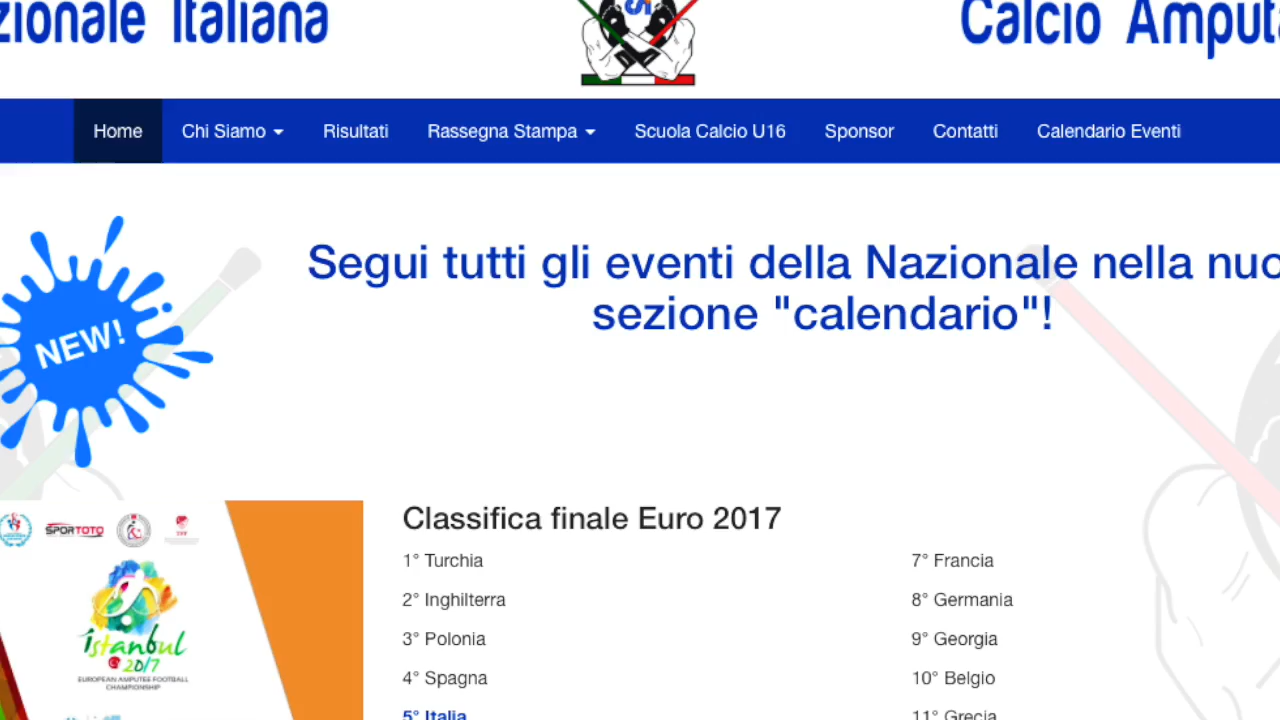 zionale Italiana
Calcio Amputa
Home Chi Siamo Risultati Rassegna Stampa Scuola Calcio U16 Sponsor Contatti Calendario Eventi
NEW!
Segui tutti gli eventi della Nazionale nella nuo
sezione "calendario"!
SPORTOTO
istanbul
2017
EUROPEAN AMPUTEE FOOTBALL
CHAMPIONSHIP
Classifica finale Euro 2017
1° Turchia
2° Inghilterra
3° Polonia
4° Spagna
5° Italia
7° Francia
8° Germania
9° Georgia
10° Belgio
11° Grecia